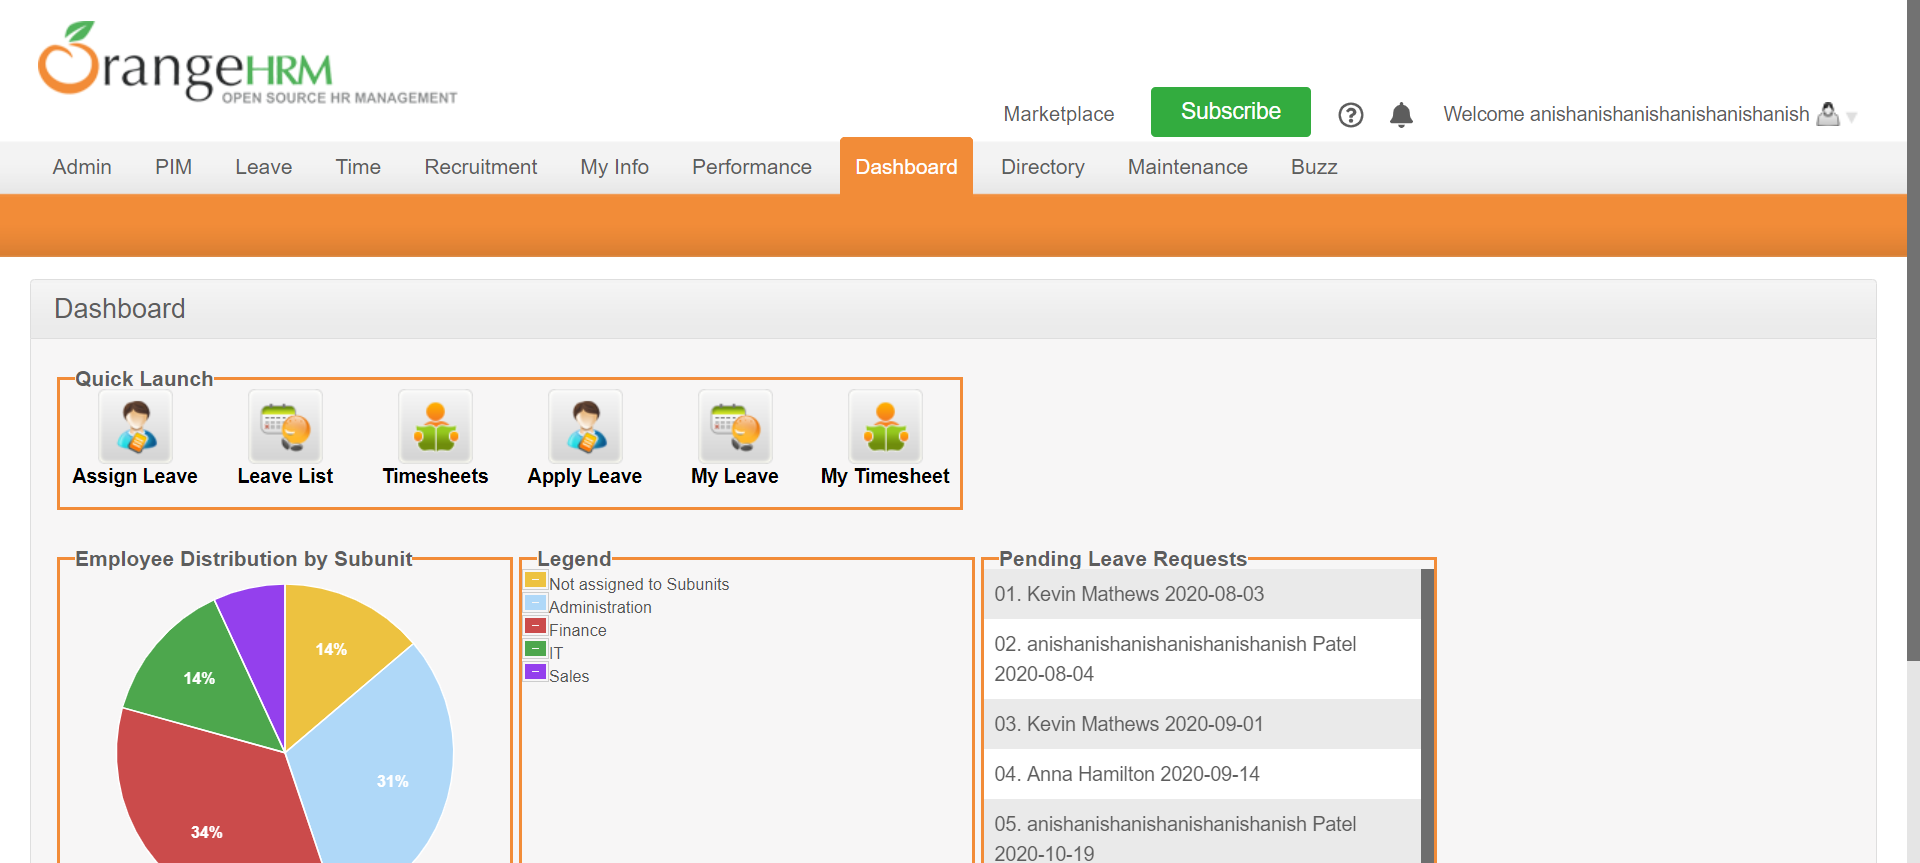 OrangeHRM
OPEN SOURCE HR MANAGEMENT
Marketplace
Subscribe
Welcome anishanishanishanishanishanish
Admin PIM Leave Time Recruitment My Info Performance Dashboard Directory Maintenance Buzz
Dashboard
Quick Launch
Assign Leave Leave List Timesheets Apply Leave My Leave My Timesheet
Employee Distribution by Subunit
14%
14%
31%
34%
Legend
Not assigned to Subunits
Administration
Finance
IT
Sales
Pending Leave Requests
01. Kevin Mathews 2020-08-03
02. anishanishanishanishanishanish Patel
2020-08-04
03. Kevin Mathews 2020-09-01
04. Anna Hamilton 2020-09-14
05. anishanishanishanishanishanish Patel
2020-10-19